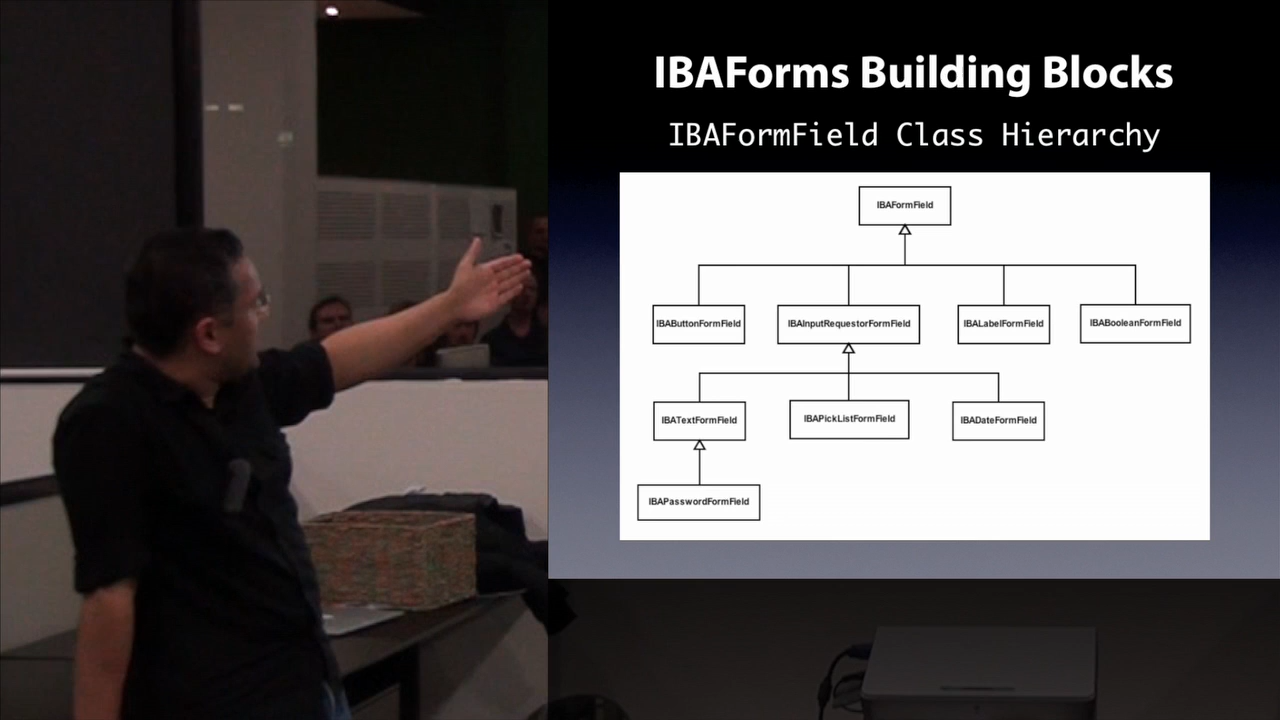 IBAForms Building Blocks
IBAFormField Class Hierarchy
IBAFormField
IBAButtonFormField
IBAInputRequestorFormField
IBALabelFormField
IBABooleanFormField
IBATextFormField
IBAPickListFormField
IBADateFormField
IBAPasswordFormField